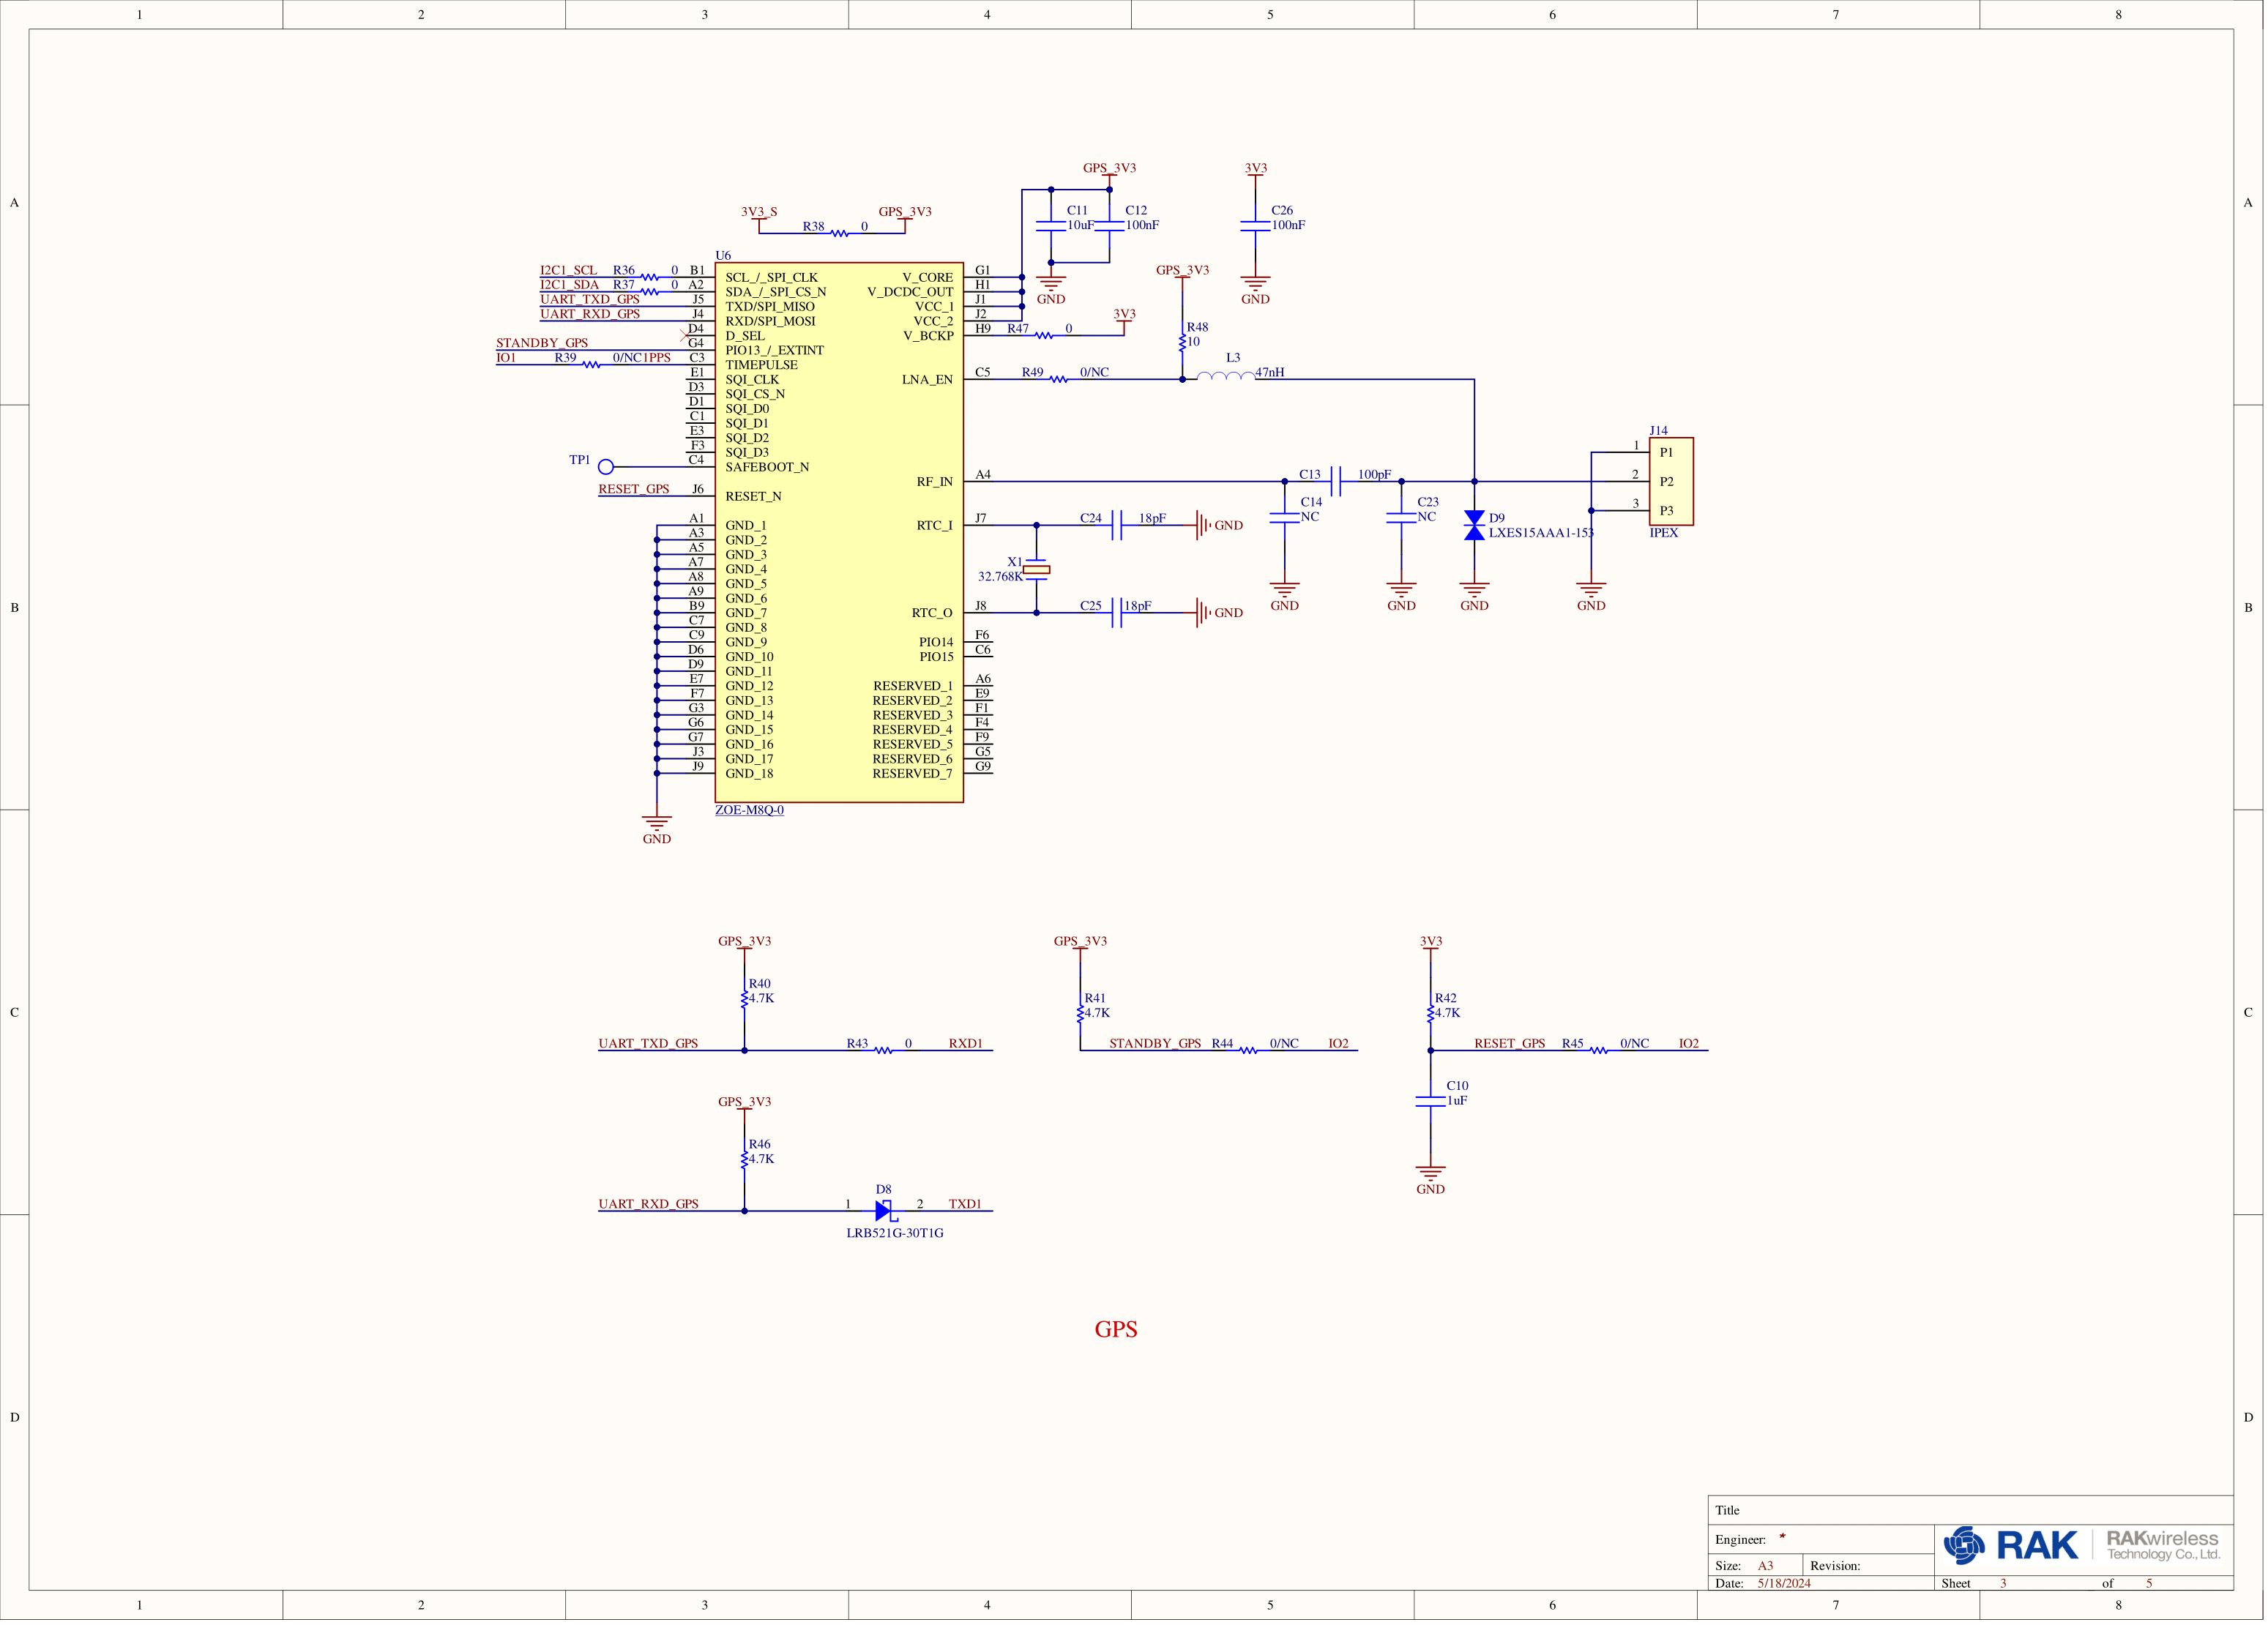 1 2 3 4 5 6 7 8
A
A
B
B
C
C
D
D
GPS_3V3
3V3
3V3_S
GPS_3V3
R38
0
C11
10uF
C12
100nF
C26
100nF
GND
GND
U6
I2C1_SCL R36 0 B1 SCL_/_SPI_CLK
I2C1_SDA R37 0 A2 SDA_/_SPI_CS_N
UART_TXD_GPS J5 TXD/SPI_MISO
UART_RXD_GPS J4 RXD/SPI_MOSI
D4 D_SEL
STANDBY_GPS G4 PIO13_/_EXTINT
IO1 R39 0/NC 1PPS C3 TIMEPULSE
E1 SQI_CLK
D3 SQI_CS_N
D1 SQI_D0
C1 SQI_D1
E3 SQI_D2
F3 SQI_D3
TP1 C4 SAFEBOOT_N
RESET_GPS J6 RESET_N
A1 GND_1
A3 GND_2
A5 GND_3
A7 GND_4
A8 GND_5
A9 GND_6
B9 GND_7
C7 GND_8
C9 GND_9
D6 GND_10
D9 GND_11
E7 GND_12
F7 GND_13
G3 GND_14
G6 GND_15
G7 GND_16
J3 GND_17
J9 GND_18
GND
ZOE-M8Q-0
V_CORE G1
V_DCDC_OUT H1
VCC_1 J1
VCC_2 J2
V_BCKP H9 R47 0 3V3
GPS_3V3
R48
10
LNA_EN C5 R49 0/NC
L3
47nH
RF_IN A4
C13 100pF
C14
NC
C23
NC
D9
LXES15AAA1-153
GND
GND
GND
GND
J14
1 P1
2 P2
3 P3
IPEX
RTC_I J7 C24 18pF GND
X1
32.768K
RTC_O J8 C25 18pF GND
PIO14 F6
PIO15 C6
RESERVED_1 A6
RESERVED_2 E9
RESERVED_3 F1
RESERVED_4 F4
RESERVED_5 F9
RESERVED_6 G5
RESERVED_7 G9
GPS_3V3
R40
4.7K
UART_TXD_GPS R43 0 RXD1
GPS_3V3
R41
4.7K
STANDBY_GPS R44 0/NC IO2
3V3
R42
4.7K
RESET_GPS R45 0/NC IO2
C10
1uF
GND
GPS_3V3
R46
4.7K
UART_RXD_GPS 1 D8 2 TXD1
LRB521G-30T1G
GPS
Title
Engineer: *
Size: A3 Revision:
Date: 5/18/2024 Sheet 3 of 5
RAK
RAKwireless
Technology Co., Ltd.
1 2 3 4 5 6 7 8